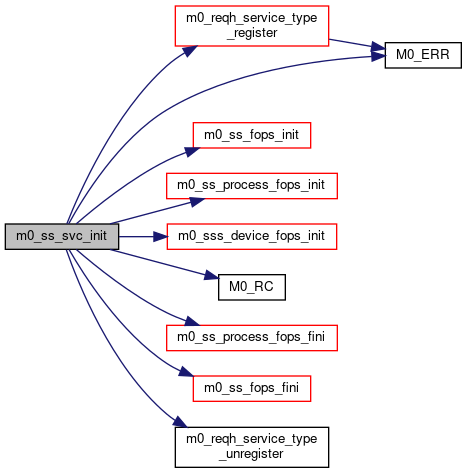 m0_reqh_service_type
_register
M0_ERR
m0_ss_fops_init
m0_ss_process_fops_init
m0_ss_svc_init
m0_sss_device_fops_init
M0_RC
m0_ss_process_fops_fini
m0_ss_fops_fini
m0_reqh_service_type
_unregister